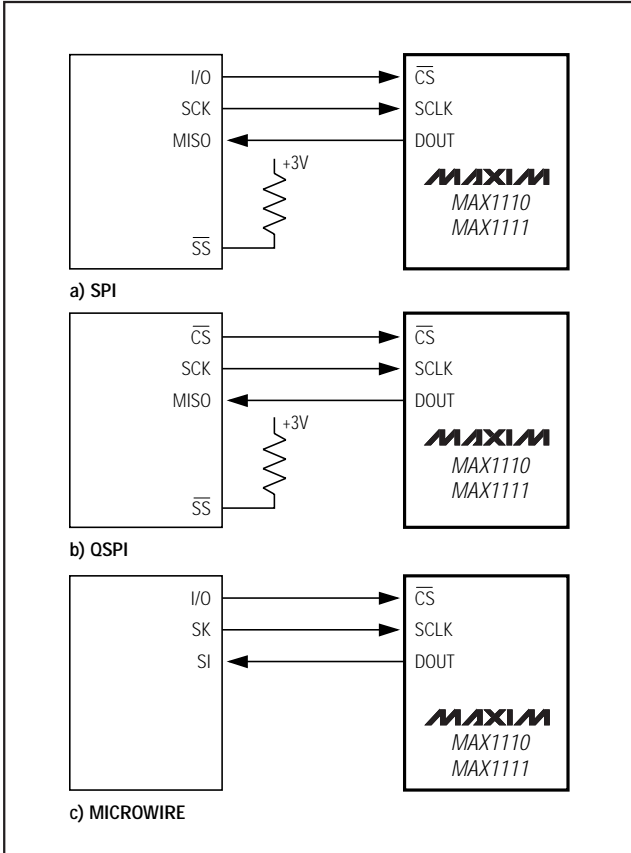 I/O CS
SCK SCLK
MISO DOUT
+3V
MAXIM
MAX1110
MAX1111
SS
a) SPI
CS CS
SCK SCLK
MISO DOUT
+3V
MAXIM
MAX1110
MAX1111
SS
b) QSPI
I/O CS
SK SCLK
SI DOUT
MAXIM
MAX1110
MAX1111
c) MICROWIRE